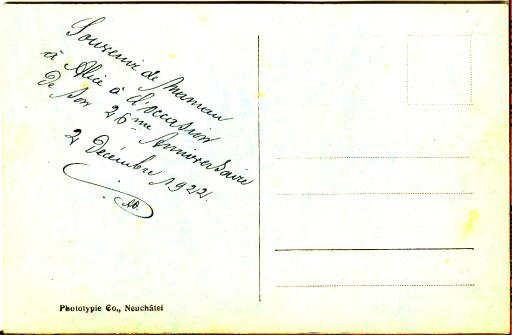 Souvenir de Maman
à Alice à l'occasion
de son 26me Anniversaire
2 Décembre 1922.
Phototypie Co., Neuchâtel